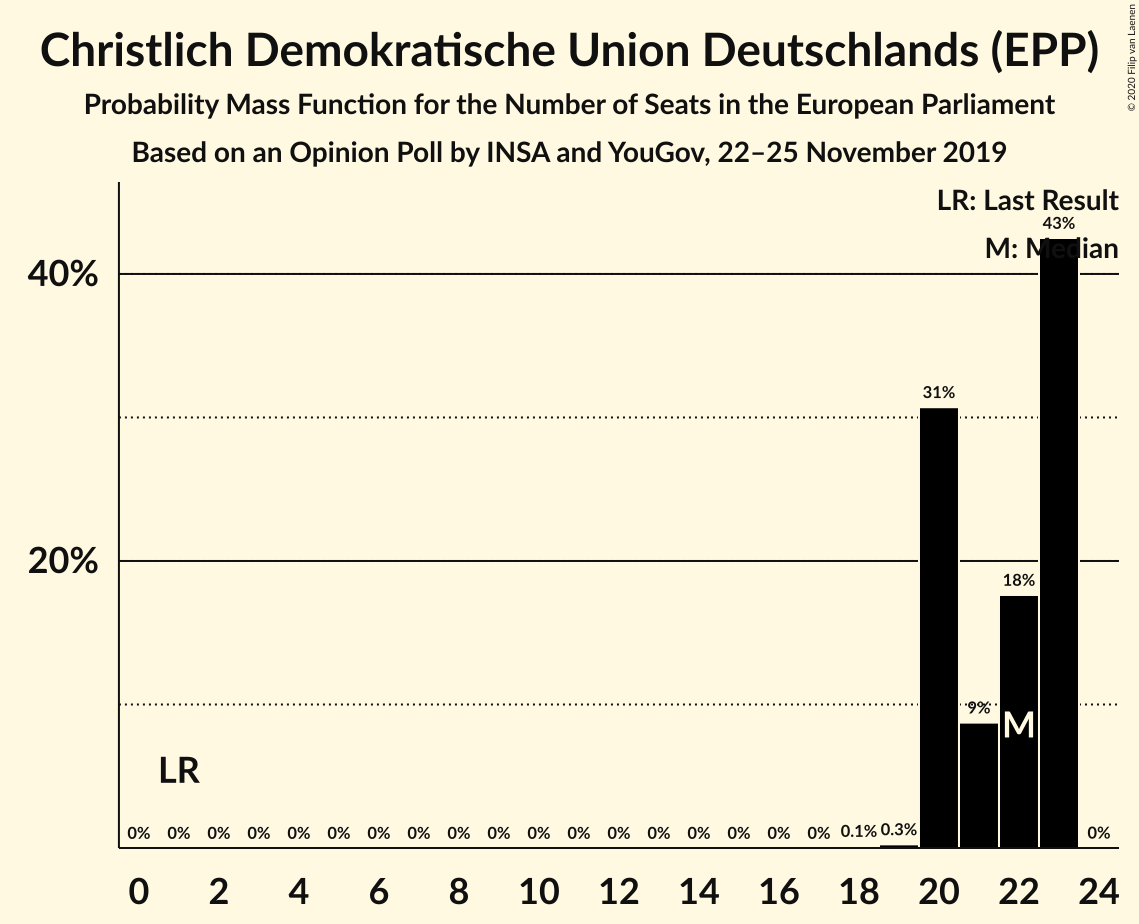 Christlich Demokratische Union Deutschlands (EPP)
Probability Mass Function for the Number of Seats in the European Parliament
Based on an Opinion Poll by INSA and YouGov, 22–25 November 2019
© 2020 Filip van Laenen
LR: Last Result
43%
M: Median
40%
31%
20%
18%
9%
M
LR
0% 0% 0% 0% 0% 0% 0% 0% 0% 0% 0% 0% 0% 0% 0% 0% 0% 0% 0.1% 0.3% 0%
0 2 4 6 8 10 12 14 16 18 20 22 24